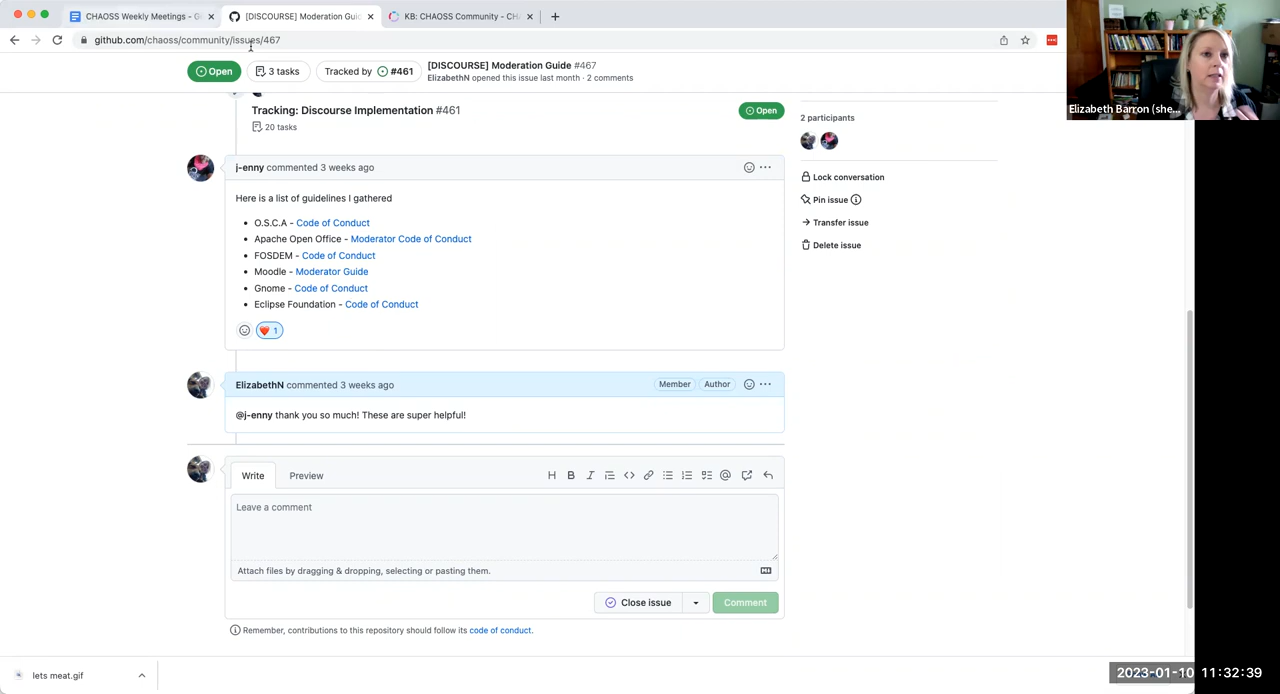 CHAOSS Weekly Meetings - G
[DISCOURSE] Moderation Gui
KB: CHAOSS Community - CHA
github.com/chaoss/community/issues/467
Open
3 tasks
Tracked by #461
[DISCOURSE] Moderation Guide #467
ElizabethN opened this issue last month · 2 comments
Elizabeth Barron (she...
Tracking: Discourse Implementation #461
Open
20 tasks
2 participants
j-enny commented 3 weeks ago
Here is a list of guidelines I gathered
• O.S.C.A - Code of Conduct
• Apache Open Office - Moderator Code of Conduct
• FOSDEM - Code of Conduct
• Moodle - Moderator Guide
• Gnome - Code of Conduct
• Eclipse Foundation - Code of Conduct
1
Lock conversation
Pin issue
Transfer issue
Delete issue
ElizabethN commented 3 weeks ago
Member
Author
@j-enny thank you so much! These are super helpful!
Write
Preview
Leave a comment
Attach files by dragging & dropping, selecting or pasting them.
Close issue
Comment
Remember, contributions to this repository should follow its code of conduct.
lets meat.gif
2023-01-10 11:32:39